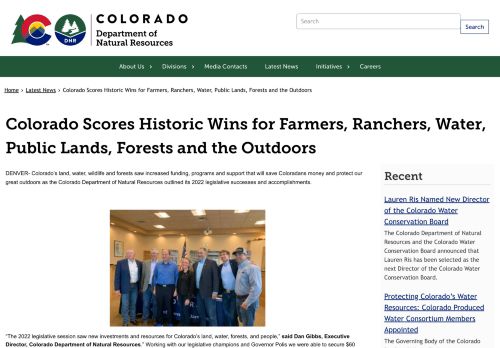 COLORADO
Department of
Natural Resources
DNR
Search
Search
About Us
Divisions
Media Contacts
Latest News
Initiatives
Careers
Home › Latest News › Colorado Scores Historic Wins for Farmers, Ranchers, Water, Public Lands, Forests and the Outdoors
Colorado Scores Historic Wins for Farmers, Ranchers, Water,
Public Lands, Forests and the Outdoors
DENVER- Colorado's land, water, wildlife and forests saw increased funding, programs and support that will save Coloradans money and protect our
great outdoors as the Colorado Department of Natural Resources outlined its 2022 legislative successes and accomplishments.
"The 2022 legislative session saw new investments and resources for Colorado's land, water, forests, and people," said Dan Gibbs, Executive
Director, Colorado Department of Natural Resources." Working with our legislative champions and Governor Polis we were able to secure $60
Recent
Lauren Ris Named New Director
of the Colorado Water
Conservation Board
The Colorado Department of Natural
Resources and the Colorado Water
Conservation Board announced that
Lauren Ris has been selected as the
next Director of the Colorado Water
Conservation Board.
Protecting Colorado's Water
Resources: Colorado Produced
Water Consortium Members
Appointed
The Governing Body of the Colorado